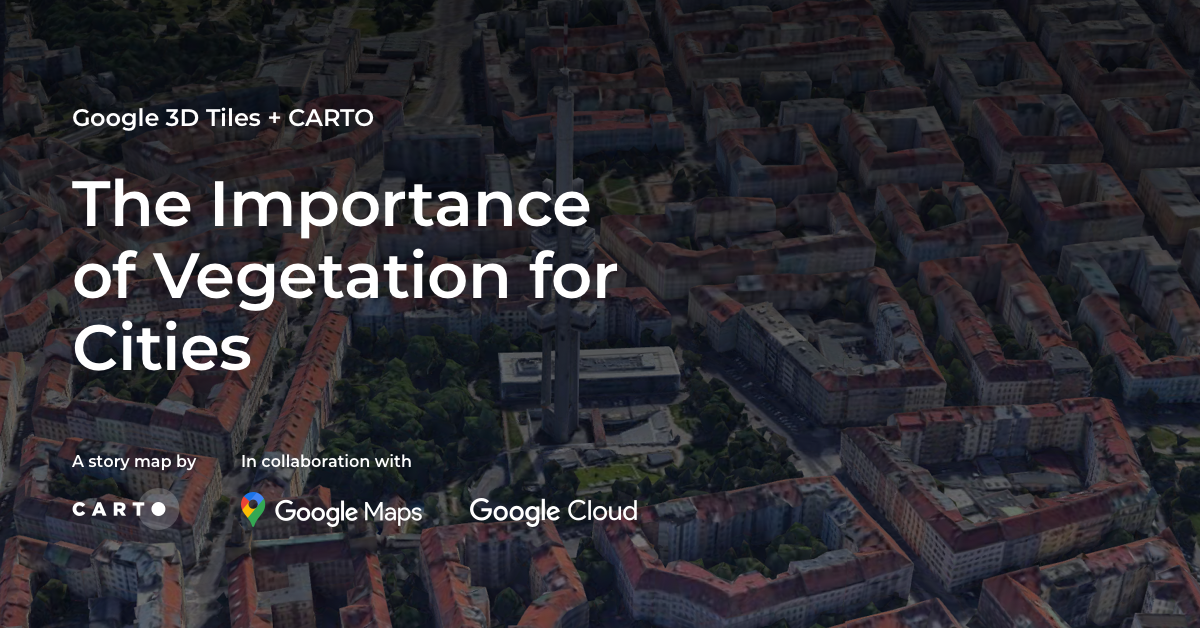 Google 3D Tiles + CARTO
The Importance
of Vegetation for
Cities
A story map by
In collaboration with
CARTO
Google Maps
Google Cloud